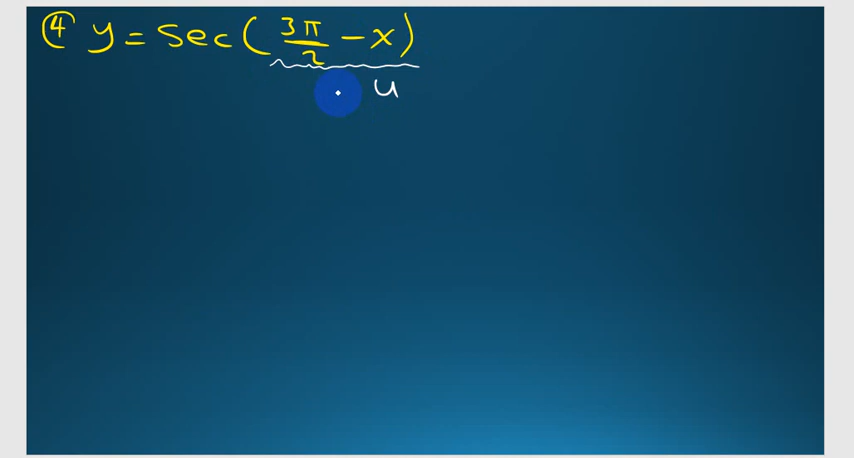 ④ y = sec(3π/2 - x)
u